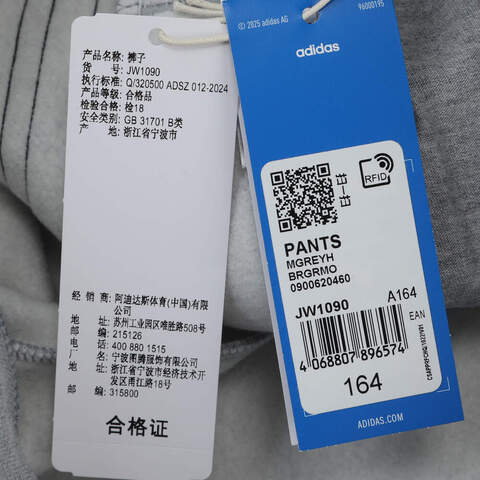 产品名称: 裤子
货　　号: JW1090
执行标准: Q/320500 ADSZ 012-2024
产品等级: 合格品
检验合格: 检18
安全类别: GB 31701 B类
产　　地: 浙江省宁波市
经 销 商: 阿迪达斯体育(中国)有限
公司
地　　址: 苏州工业园区唯胜路508号
邮　　编: 215126
电　　话: 400 880 1515
制 造 商: 宁波图腾服饰有限公司
地　　址: 浙江省宁波市经济技术开
发区甬江路18号
邮　　编: 315800
合格证
© 2025 adidas AG
96000195
adidas
RFID
PANTS
MGREYH
BRGRMO
0900620460
JW1090
A164
EAN
4 068807 896574
164
ADIDAS.COM